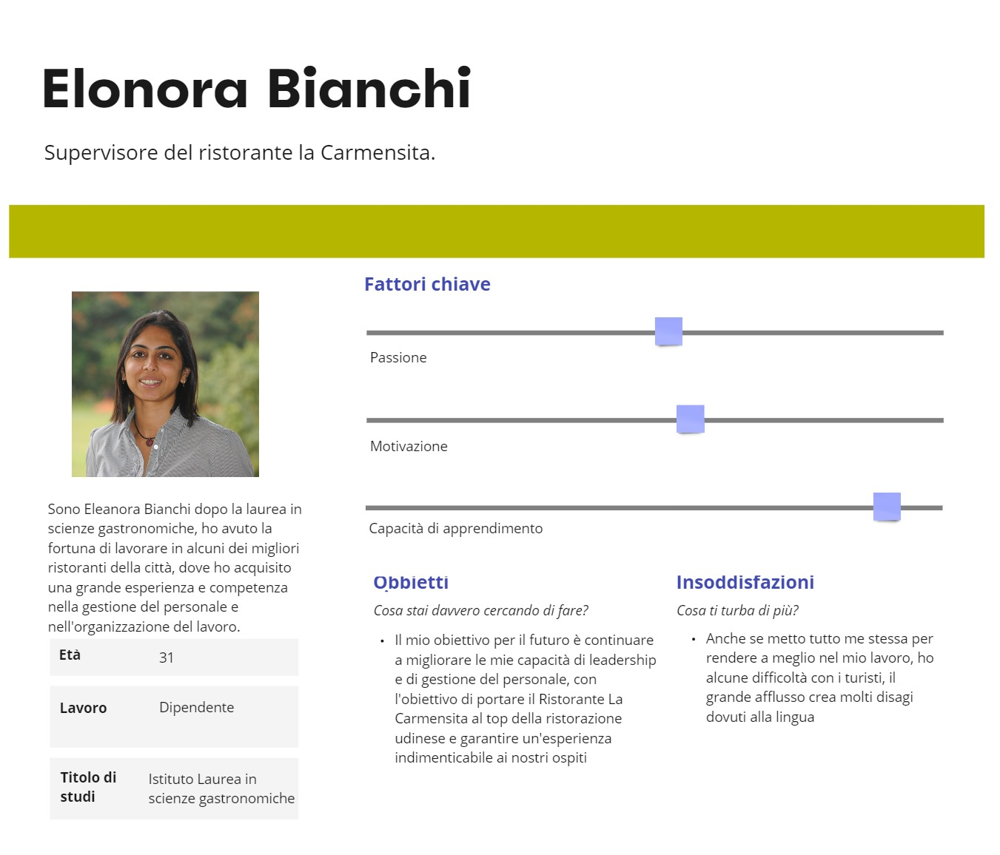 Elonora Bianchi
Supervisore del ristorante la Carmensita.
Fattori chiave
Passione
Motivazione
Capacità di apprendimento
Sono Eleanora Bianchi dopo la laurea in
scienze gastronomiche, ho avuto la
fortuna di lavorare in alcuni dei migliori
ristoranti della città, dove ho acquisito
una grande esperienza e competenza
nella gestione del personale e
nell'organizzazione del lavoro.
Età 31
Lavoro Dipendente
Titolo di studi
Istituto Laurea in
scienze gastronomiche
Obbietti
Cosa stai davvero cercando di fare?
• Il mio obiettivo per il futuro è continuare
a migliorare le mie capacità di leadership
e di gestione del personale, con
l'obiettivo di portare il Ristorante La
Carmensita al top della ristorazione
udinese e garantire un'esperienza
indimenticabile ai nostri ospiti
Insoddisfazioni
Cosa ti turba di più?
• Anche se metto tutto me stessa per
rendere a meglio nel mio lavoro, ho
alcune difficoltà con i turisti, il
grande afflusso crea molti disagi
dovuti alla lingua